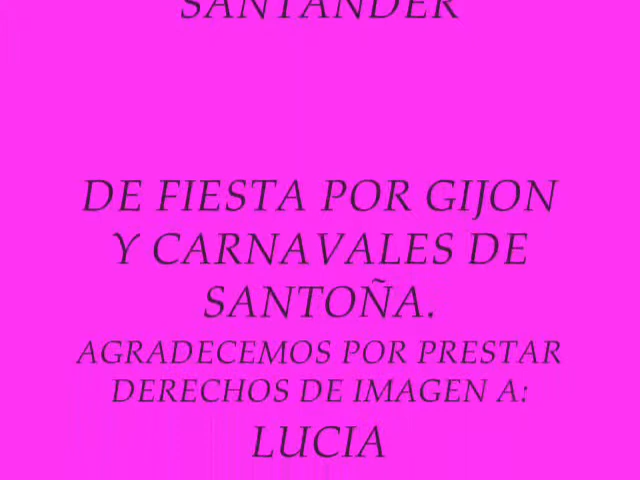 SANTANDER
DE FIESTA POR GIJON
Y CARNAVALES DE
SANTOÑA.
AGRADECEMOS POR PRESTAR
DERECHOS DE IMAGEN A:
LUCIA